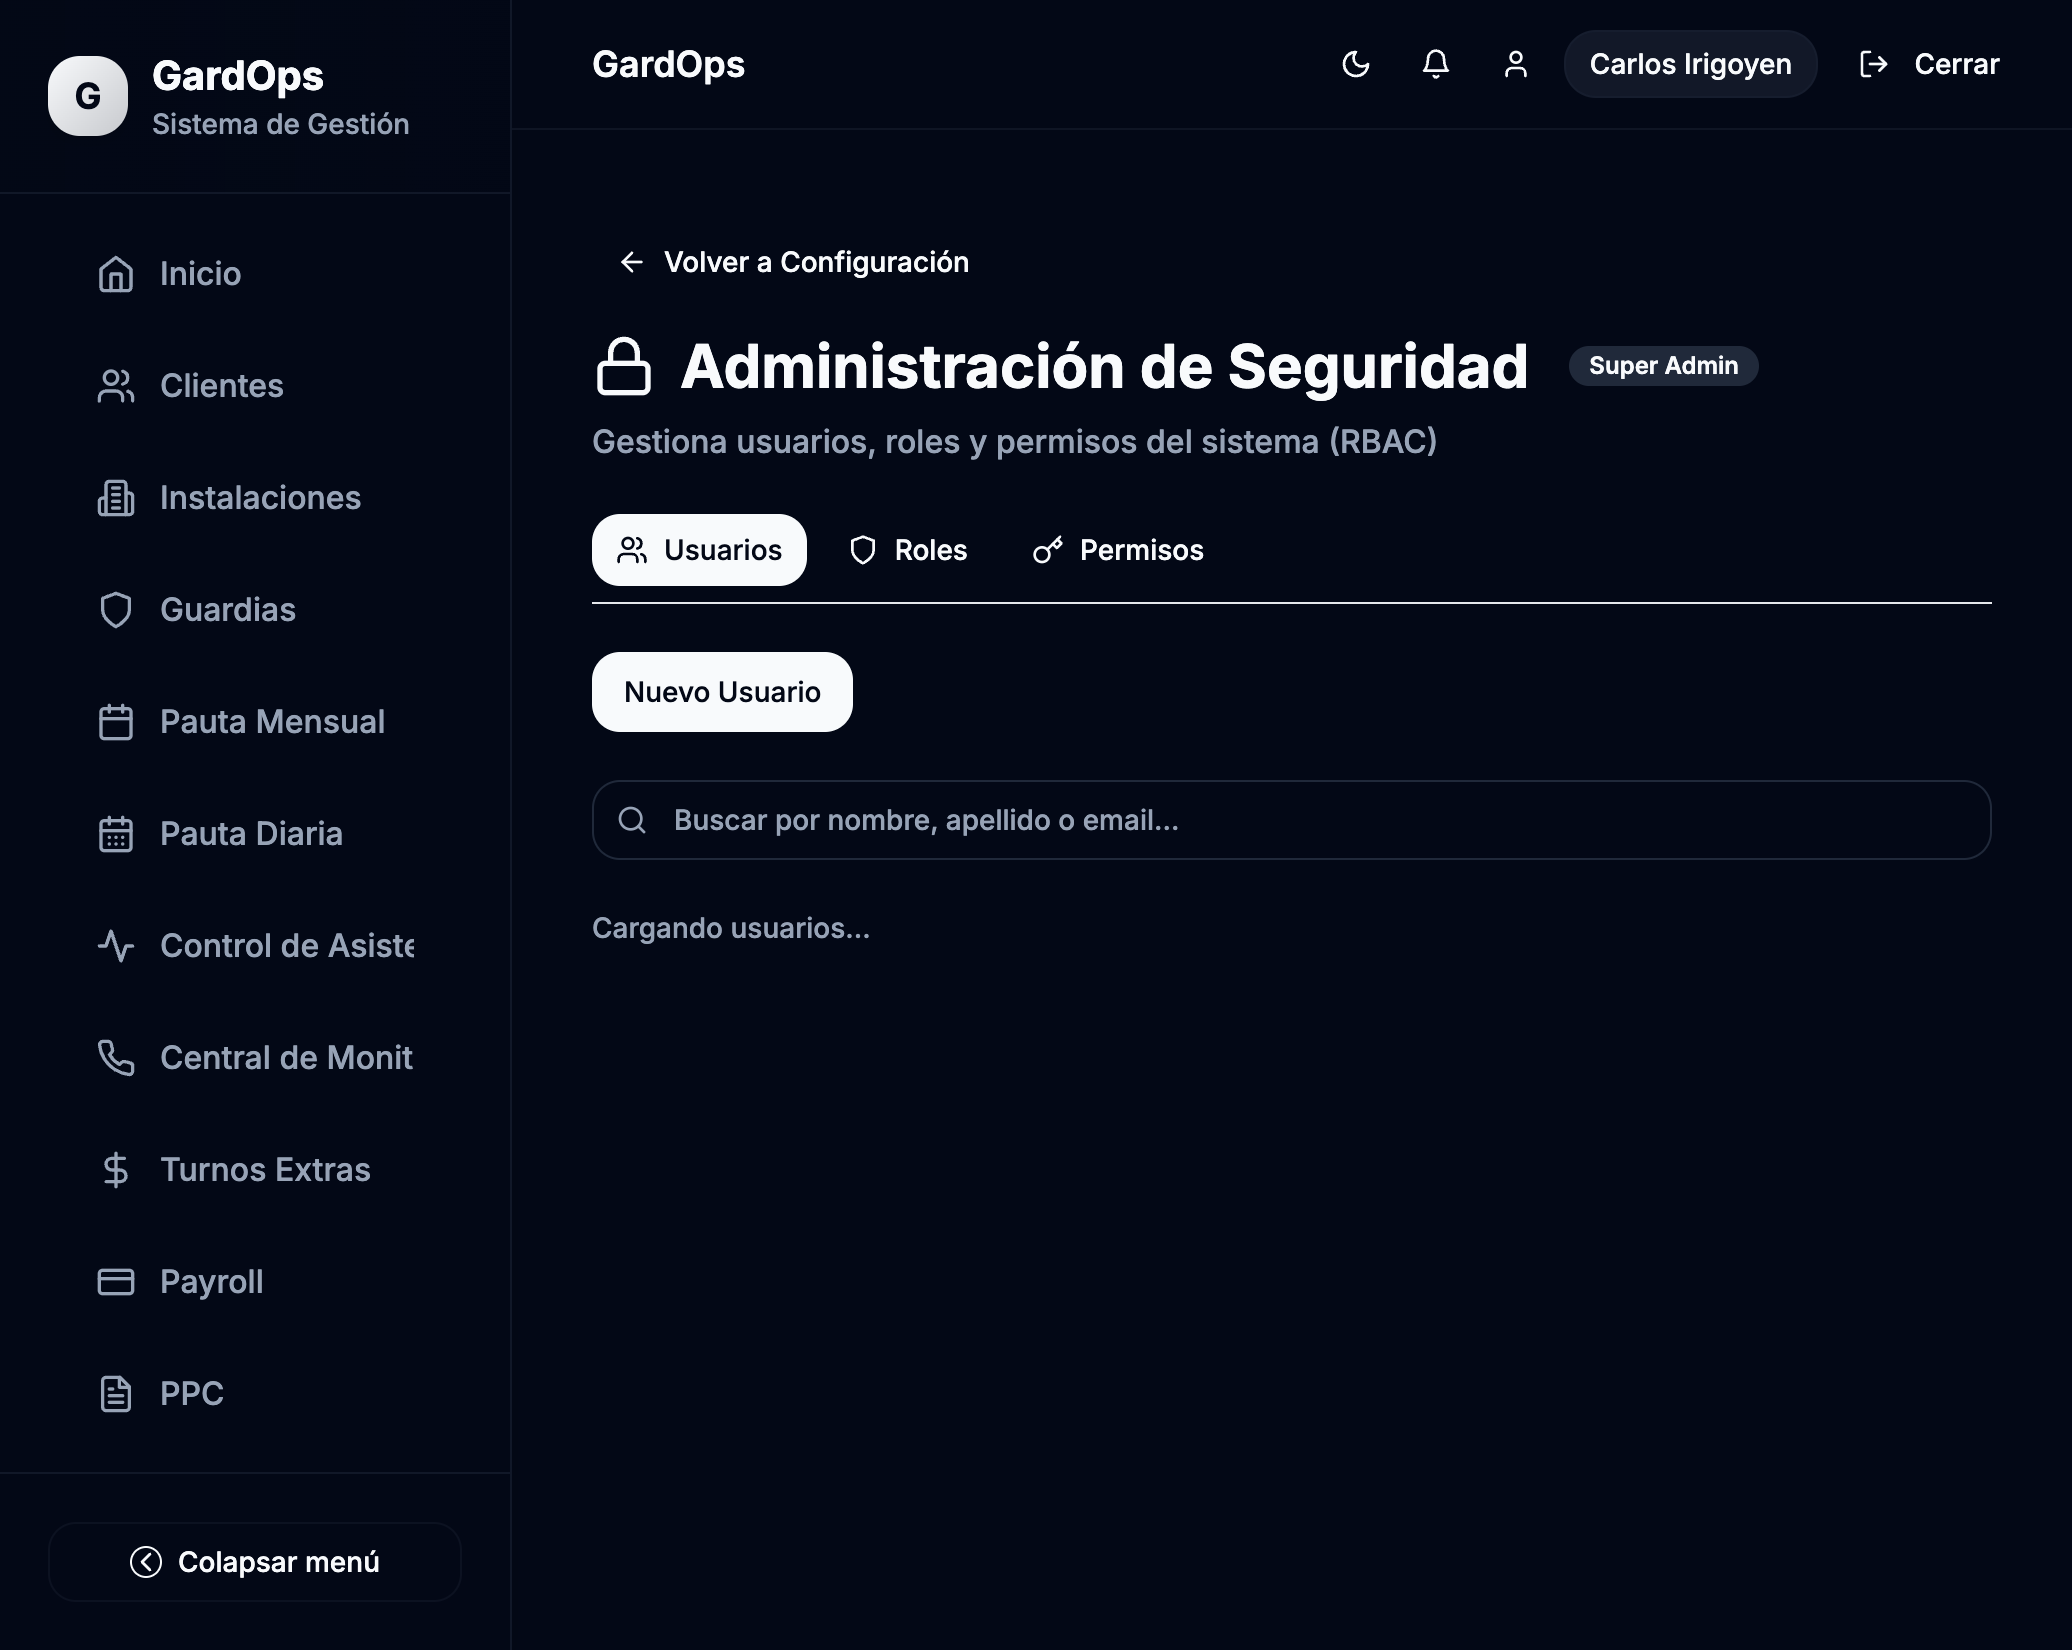 G
GardOps
Sistema de Gestión
Inicio
Clientes
Instalaciones
Guardias
Pauta Mensual
Pauta Diaria
Control de Asiste
Central de Monit
Turnos Extras
Payroll
PPC
Colapsar menú
GardOps
Carlos Irigoyen
Cerrar
Volver a Configuración
Administración de Seguridad
Super Admin
Gestiona usuarios, roles y permisos del sistema (RBAC)
Usuarios
Roles
Permisos
Nuevo Usuario
Buscar por nombre, apellido o email...
Cargando usuarios...